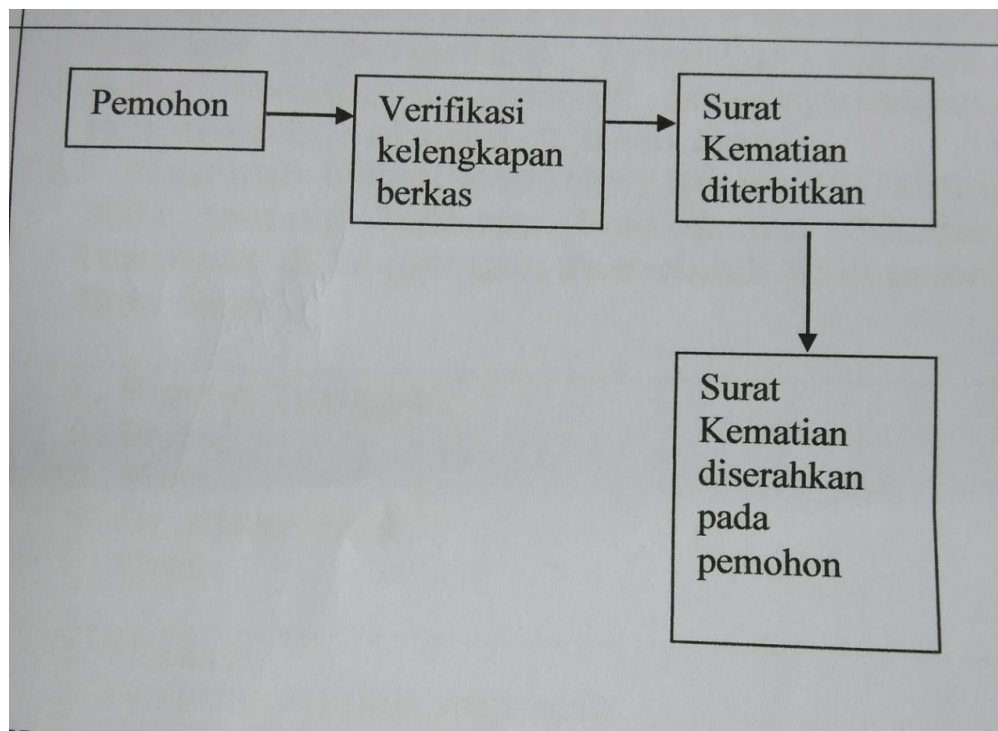 Pemohon
Verifikasi
kelengkapan
berkas
Surat
Kematian
diterbitkan
Surat
Kematian
diserahkan
pada
pemohon